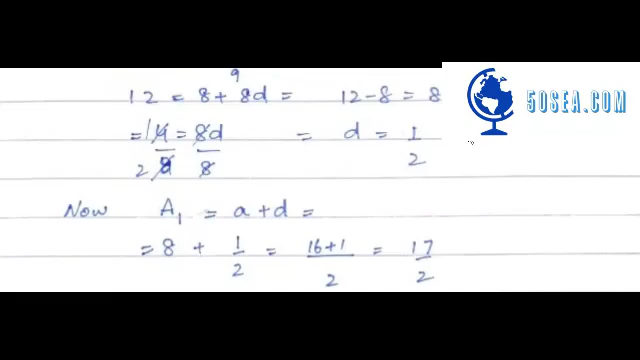 9
12 = 8 + 8d = 12 - 8 = 8
= 1 4 = 8d = d = 1
2 8 8 2
Now A₁ = a + d =
= 8 + 1/2 = 16+1/2 = 17/2
50SEA.COM